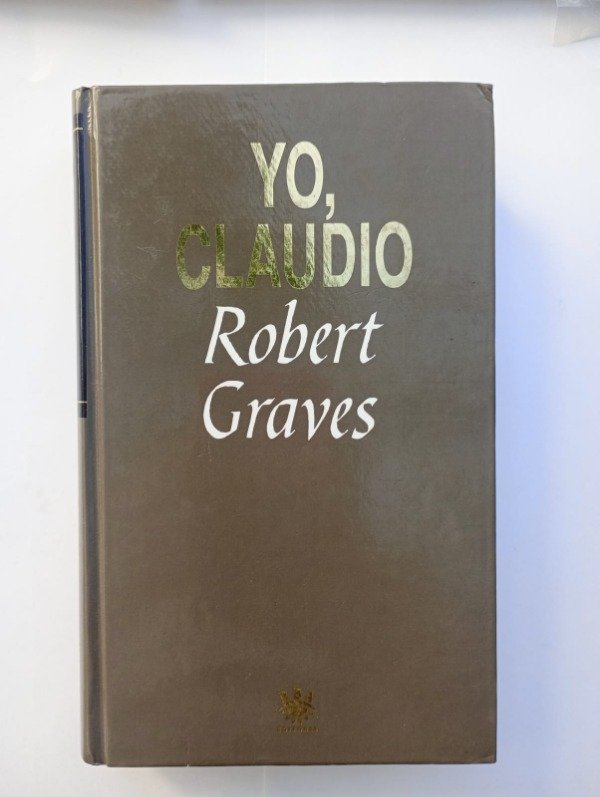 YO,
CLAUDIO
Robert
Graves